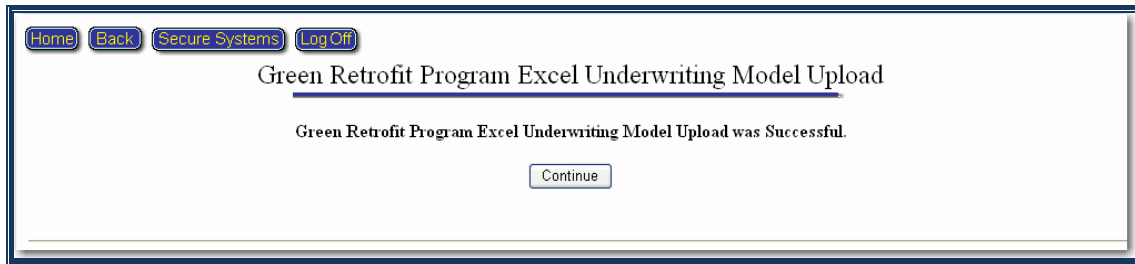 Home Back Secure Systems Log Off
Green Retrofit Program Excel Underwriting Model Upload
Green Retrofit Program Excel Underwriting Model Upload was Successful.
Continue